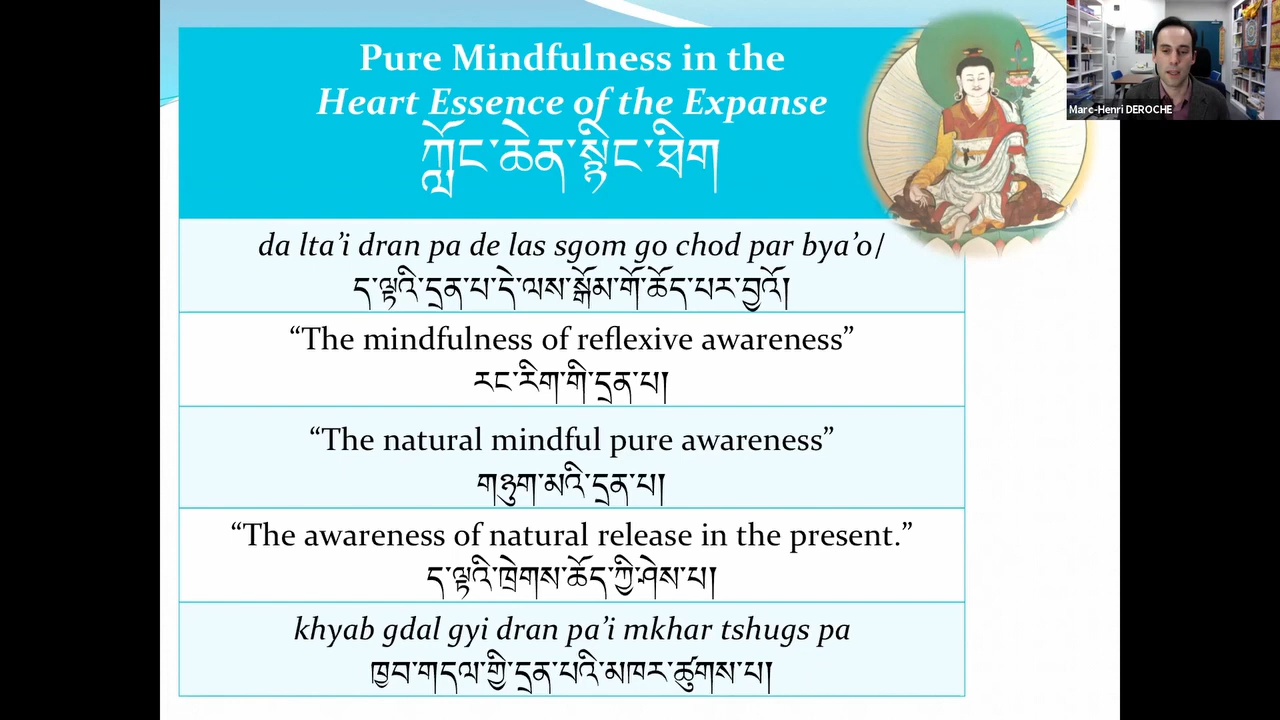 Pure Mindfulness in the
Heart Essence of the Expanse
ཀློང་ཆེན་སྙིང་ཐིག
da lta’i dran pa de las sgom go chod par bya’o/
ད་ལྟའི་དྲན་པ་དེ་ལས་སྒོམ་གོ་ཆོད་པར་བྱའོ།
“The mindfulness of reflexive awareness”
རང་རིག་གི་དྲན་པ།
“The natural mindful pure awareness”
གཉུག་མའི་དྲན་པ།
“The awareness of natural release in the present.”
ད་ལྟའི་ཁྲེགས་ཆོད་ཀྱི་ཤེས་པ།
khyab gdal gyi dran pa’i mkhar tshugs pa
ཁྱབ་གདལ་གྱི་དྲན་པའི་མཁར་ཚུགས་པ།
Marc-Henri DEROCHE